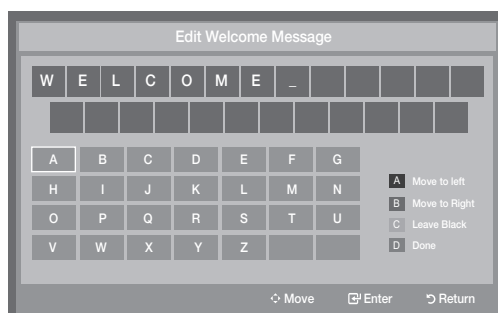 Edit Welcome Message
W E L C O M E _
A B C D E F G
H I J K L M N
O P Q R S T U
V W X Y Z
A Move to left
B Move to Right
C Leave Black
D Done
Move Enter Return